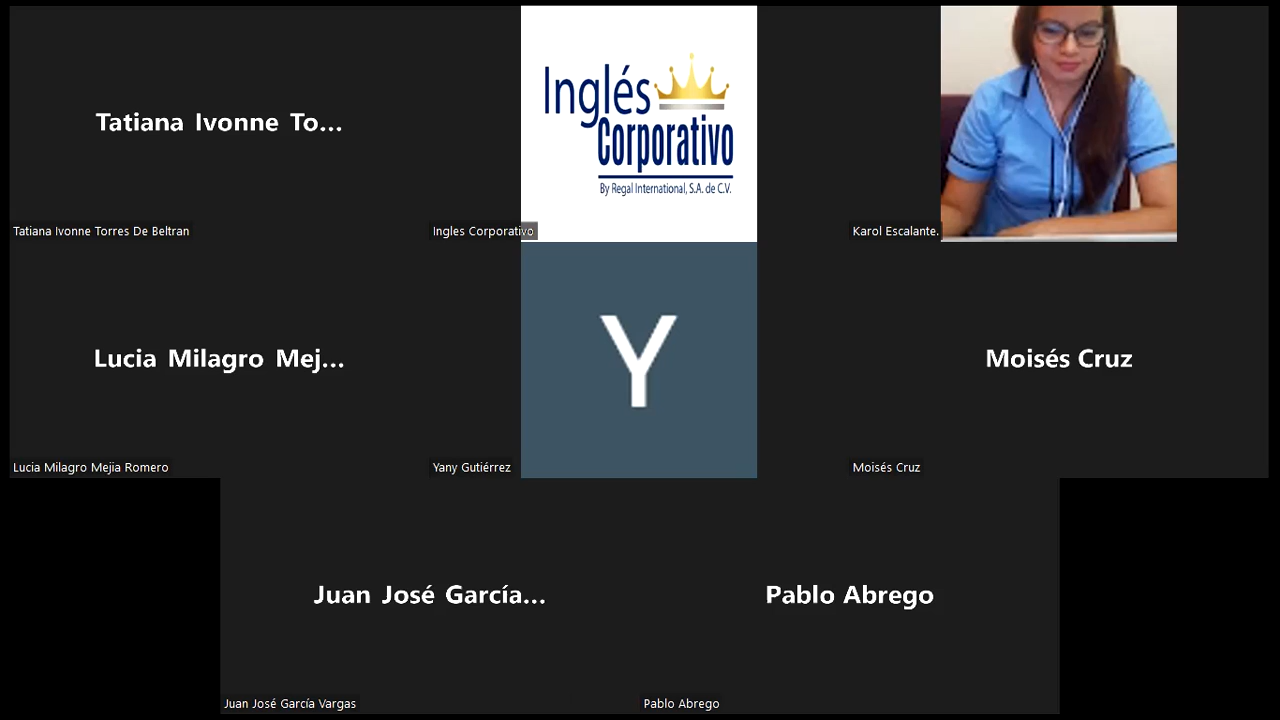 Tatiana Ivonne To...
Tatiana Ivonne Torres De Beltran
Inglés
Corporativo
By Regal International, S.A. de C.V.
Ingles Corporativo
Karol Escalante.
Lucia Milagro Mej...
Lucia Milagro Mejia Romero
Y
Yany Gutiérrez
Moisés Cruz
Moisés Cruz
Juan José García...
Juan José García Vargas
Pablo Abrego
Pablo Abrego